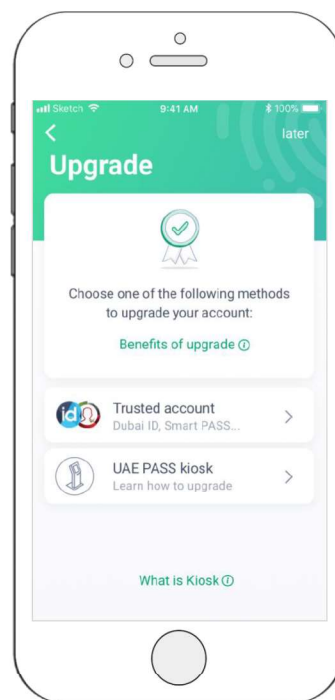 Sketch 9:41 AM 100%
later
Upgrade
Choose one of the following methods
to upgrade your account:
Benefits of upgrade
id
Trusted account
Dubai ID, Smart PASS...
UAE PASS kiosk
Learn how to upgrade
What is Kiosk